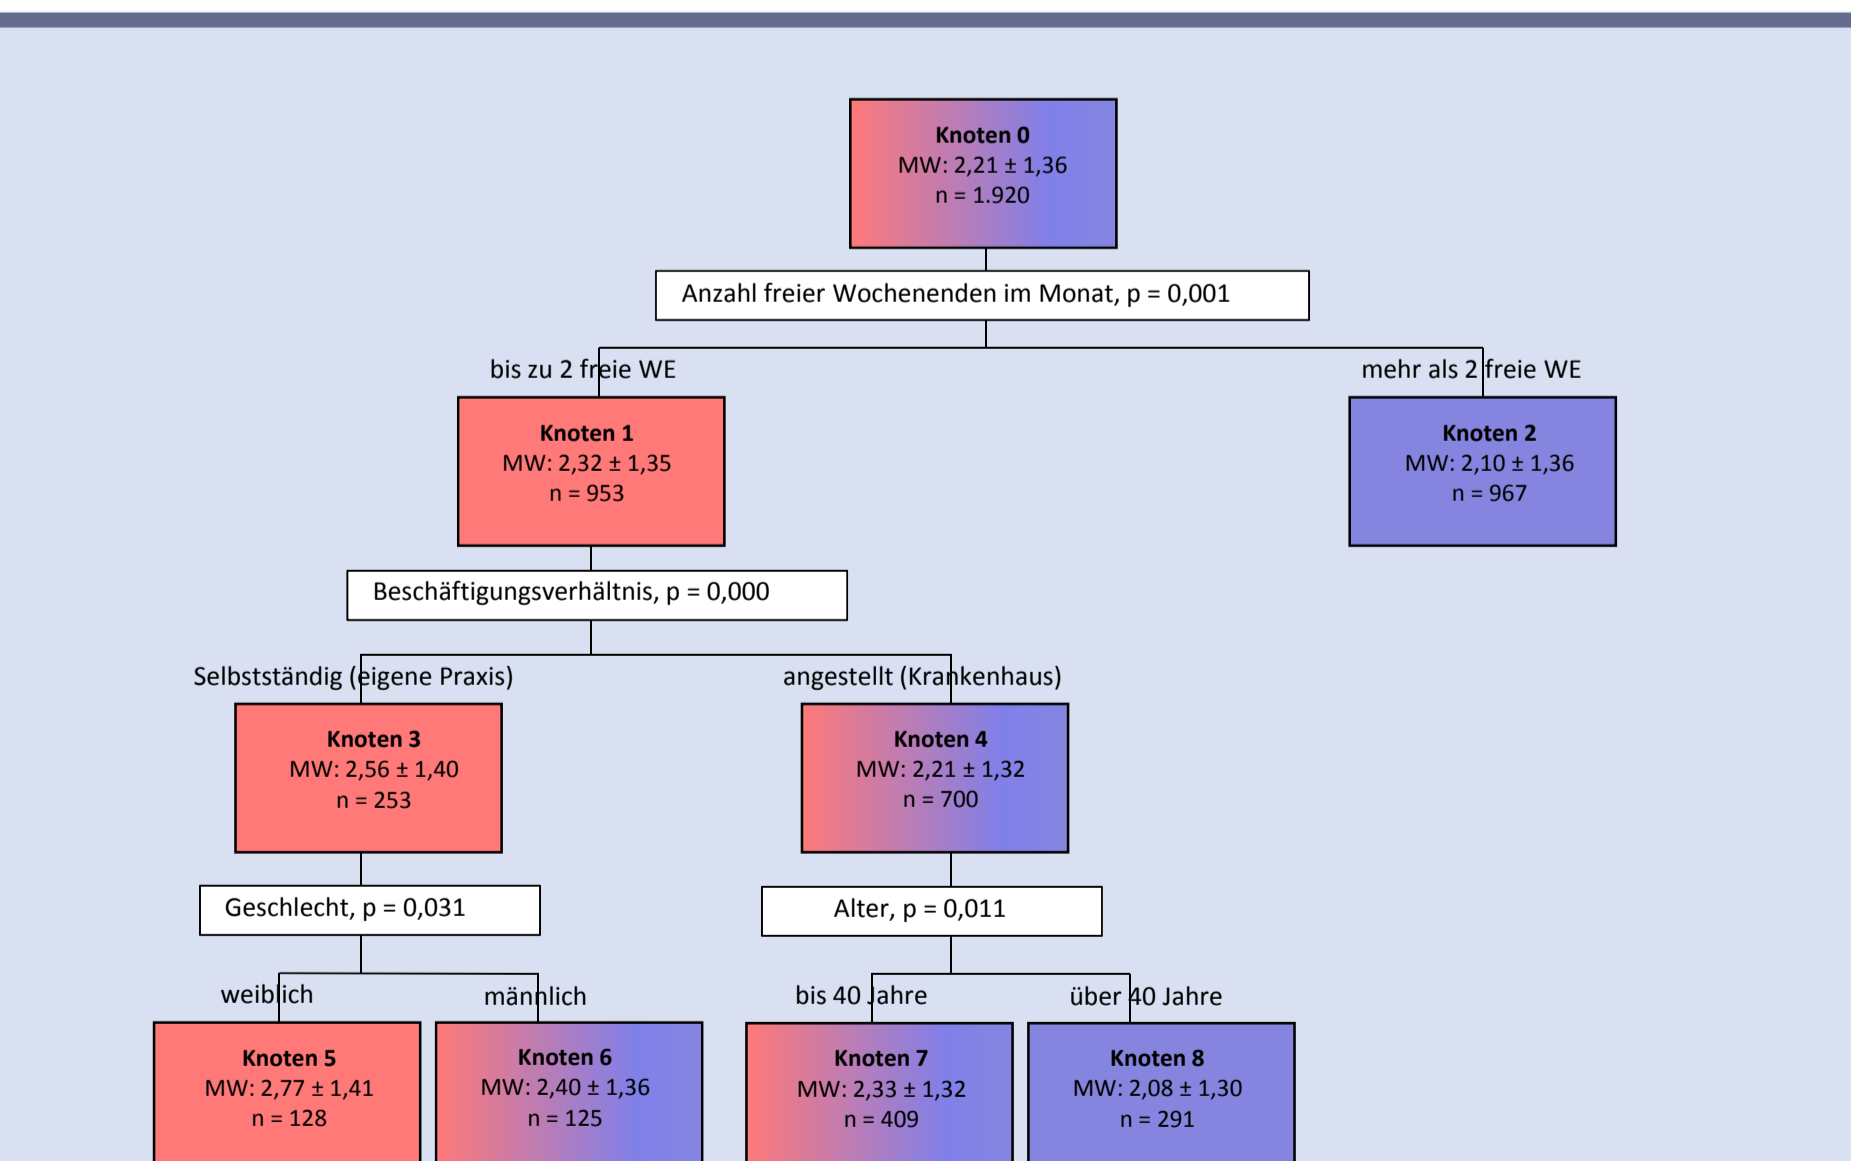 Knoten 0
MW: 2,21 ± 1,36
n = 1.920
Anzahl freier Wochenenden im Monat, p = 0,001
bis zu 2 freie WE
mehr als 2 freie WE
Knoten 1
MW: 2,32 ± 1,35
n = 953
Knoten 2
MW: 2,10 ± 1,36
n = 967
Beschäftigungsverhältnis, p = 0,000
Selbstständig (eigene Praxis)
angestellt (Krankenhaus)
Knoten 3
MW: 2,56 ± 1,40
n = 253
Knoten 4
MW: 2,21 ± 1,32
n = 700
Geschlecht, p = 0,031
Alter, p = 0,011
weiblich
männlich
bis 40 Jahre
über 40 Jahre
Knoten 5
MW: 2,77 ± 1,41
n = 128
Knoten 6
MW: 2,40 ± 1,36
n = 125
Knoten 7
MW: 2,33 ± 1,32
n = 409
Knoten 8
MW: 2,08 ± 1,30
n = 291